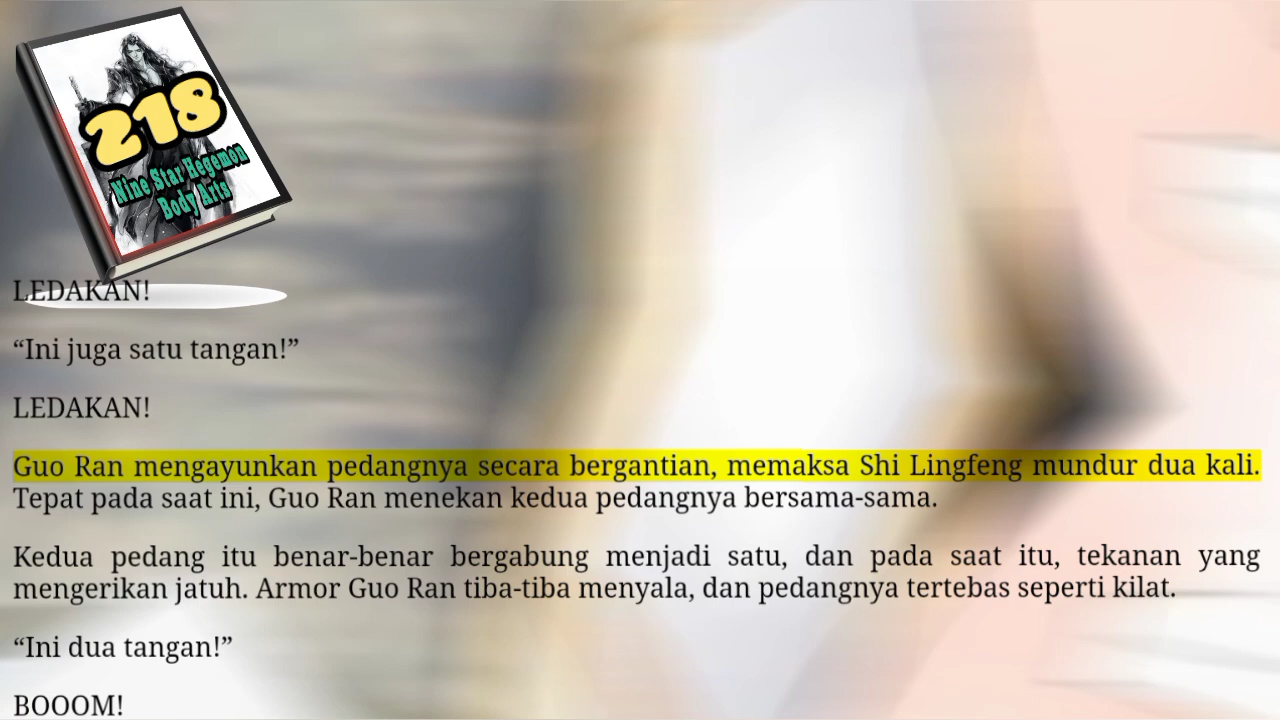 218
Nine Star Hegemon
Body Arts
LEDAKAN!
“Ini juga satu tangan!”
LEDAKAN!
Guo Ran mengayunkan pedangnya secara bergantian, memaksa Shi Lingfeng mundur dua kali.
Tepat pada saat ini, Guo Ran menekan kedua pedangnya bersama-sama.
Kedua pedang itu benar-benar bergabung menjadi satu, dan pada saat itu, tekanan yang
mengerikan jatuh. Armor Guo Ran tiba-tiba menyala, dan pedangnya tertebas seperti kilat.
“Ini dua tangan!”
BOOOM!